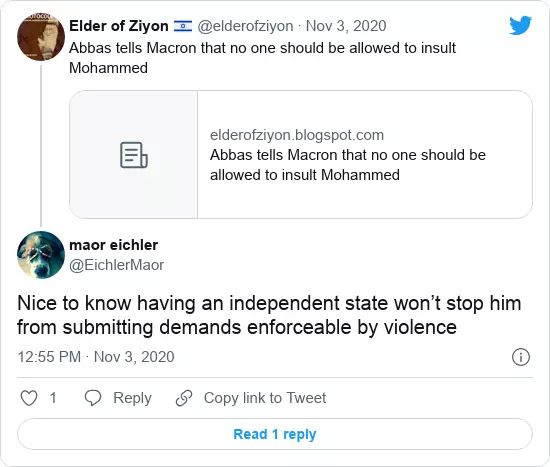 Elder of Ziyon 🇮🇱 @elderofziyon · Nov 3, 2020
Abbas tells Macron that no one should be allowed to insult
Mohammed
elderofziyon.blogspot.com
Abbas tells Macron that no one should be
allowed to insult Mohammed
maor eichler
@EichlerMaor
Nice to know having an independent state won’t stop him
from submitting demands enforceable by violence
12:55 PM · Nov 3, 2020
1 Reply Copy link to Tweet
Read 1 reply